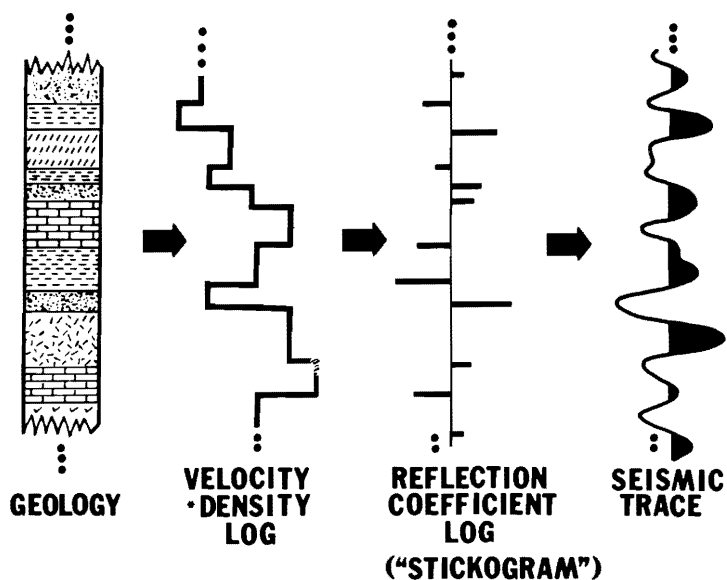 GEOLOGY
VELOCITY
*DENSITY
LOG
REFLECTION
COEFFICIENT
LOG
("STICKOGRAM")
SEISMIC
TRACE